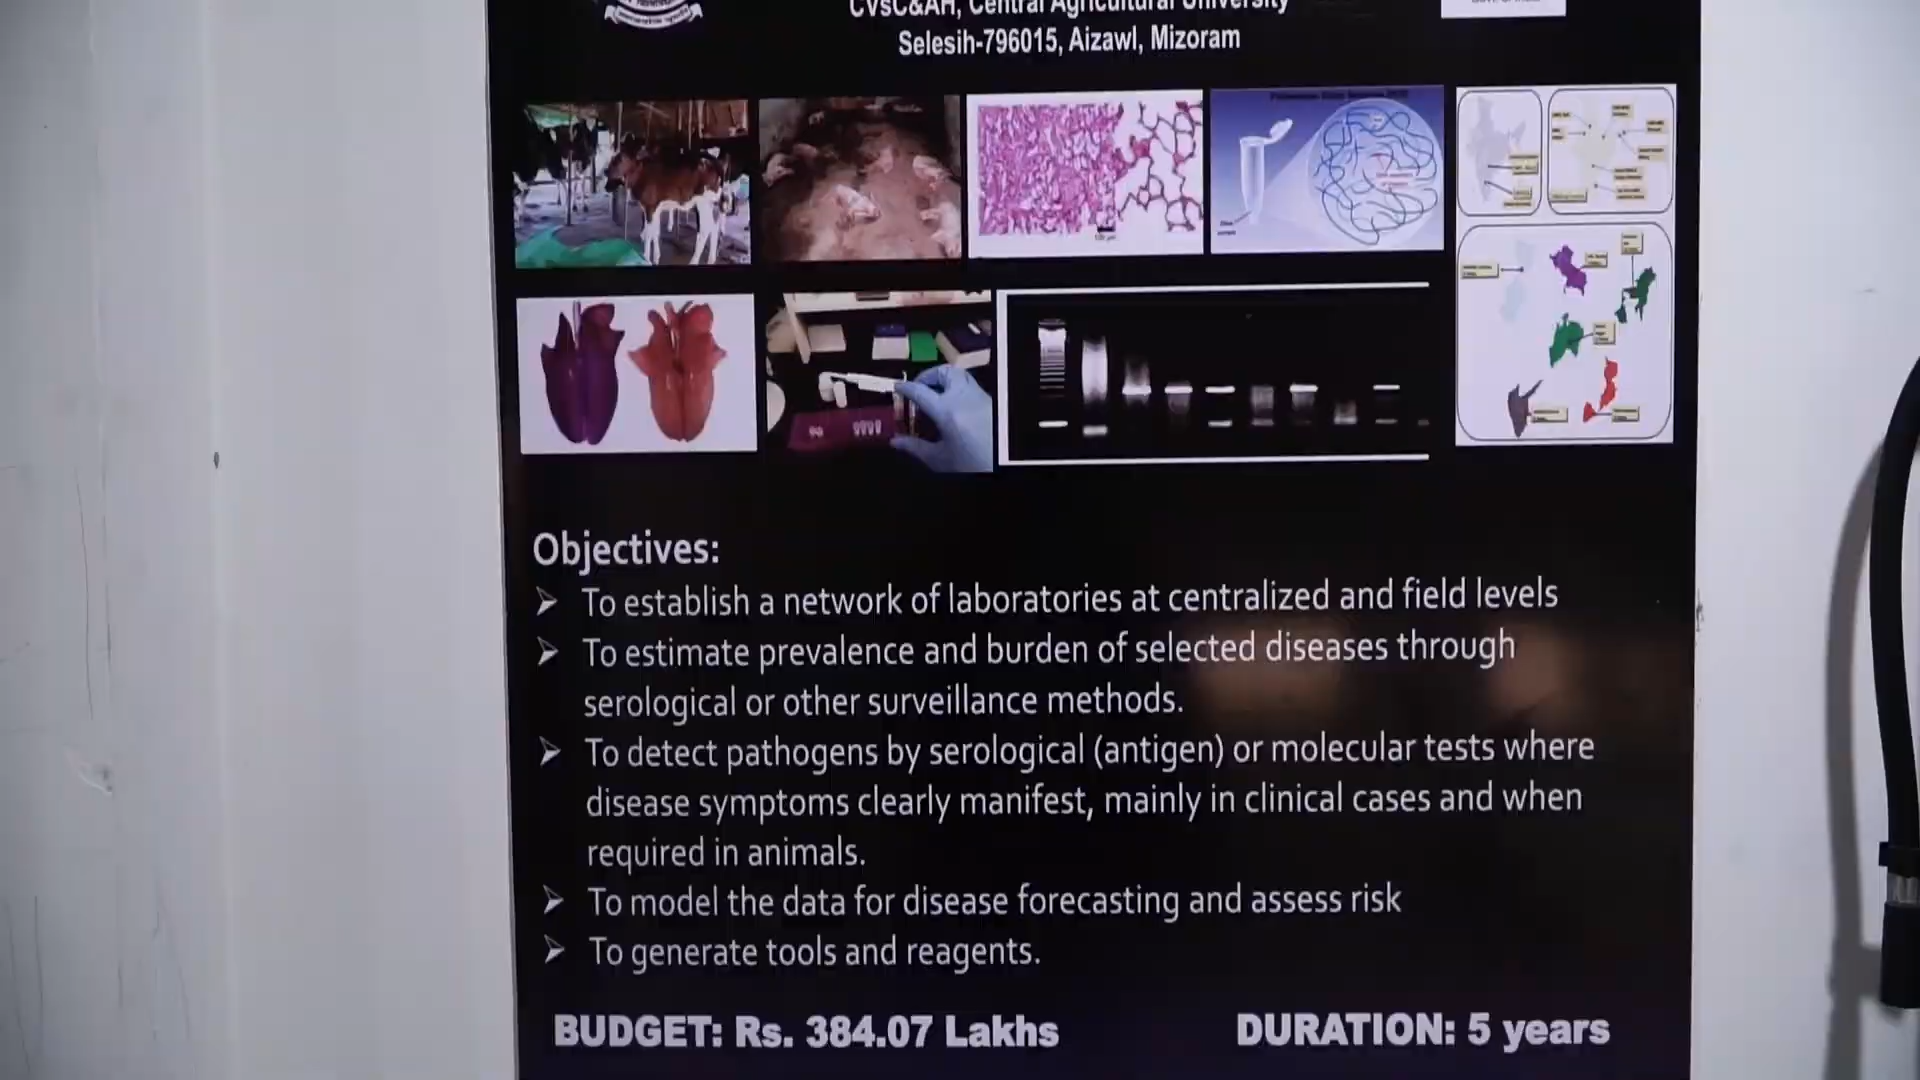 CVSC&AH, Central Agricultural University
Selesih-796015, Aizawl, Mizoram
Objectives:
➢ To establish a network of laboratories at centralized and field levels
➢ To estimate prevalence and burden of selected diseases through
serological or other surveillance methods.
➢ To detect pathogens by serological (antigen) or molecular tests where
disease symptoms clearly manifest, mainly in clinical cases and when
required in animals.
➢ To model the data for disease forecasting and assess risk
➢ To generate tools and reagents.
BUDGET: Rs. 384.07 Lakhs
DURATION: 5 years